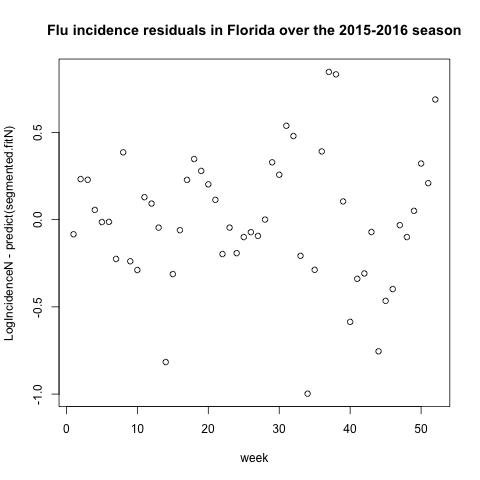 Flu incidence residuals in Florida over the 2015-2016 season
LogIncidenceN - predict(segmented.fitN)
0.5
0.0
-0.5
-1.0
0 10 20 30 40 50
week